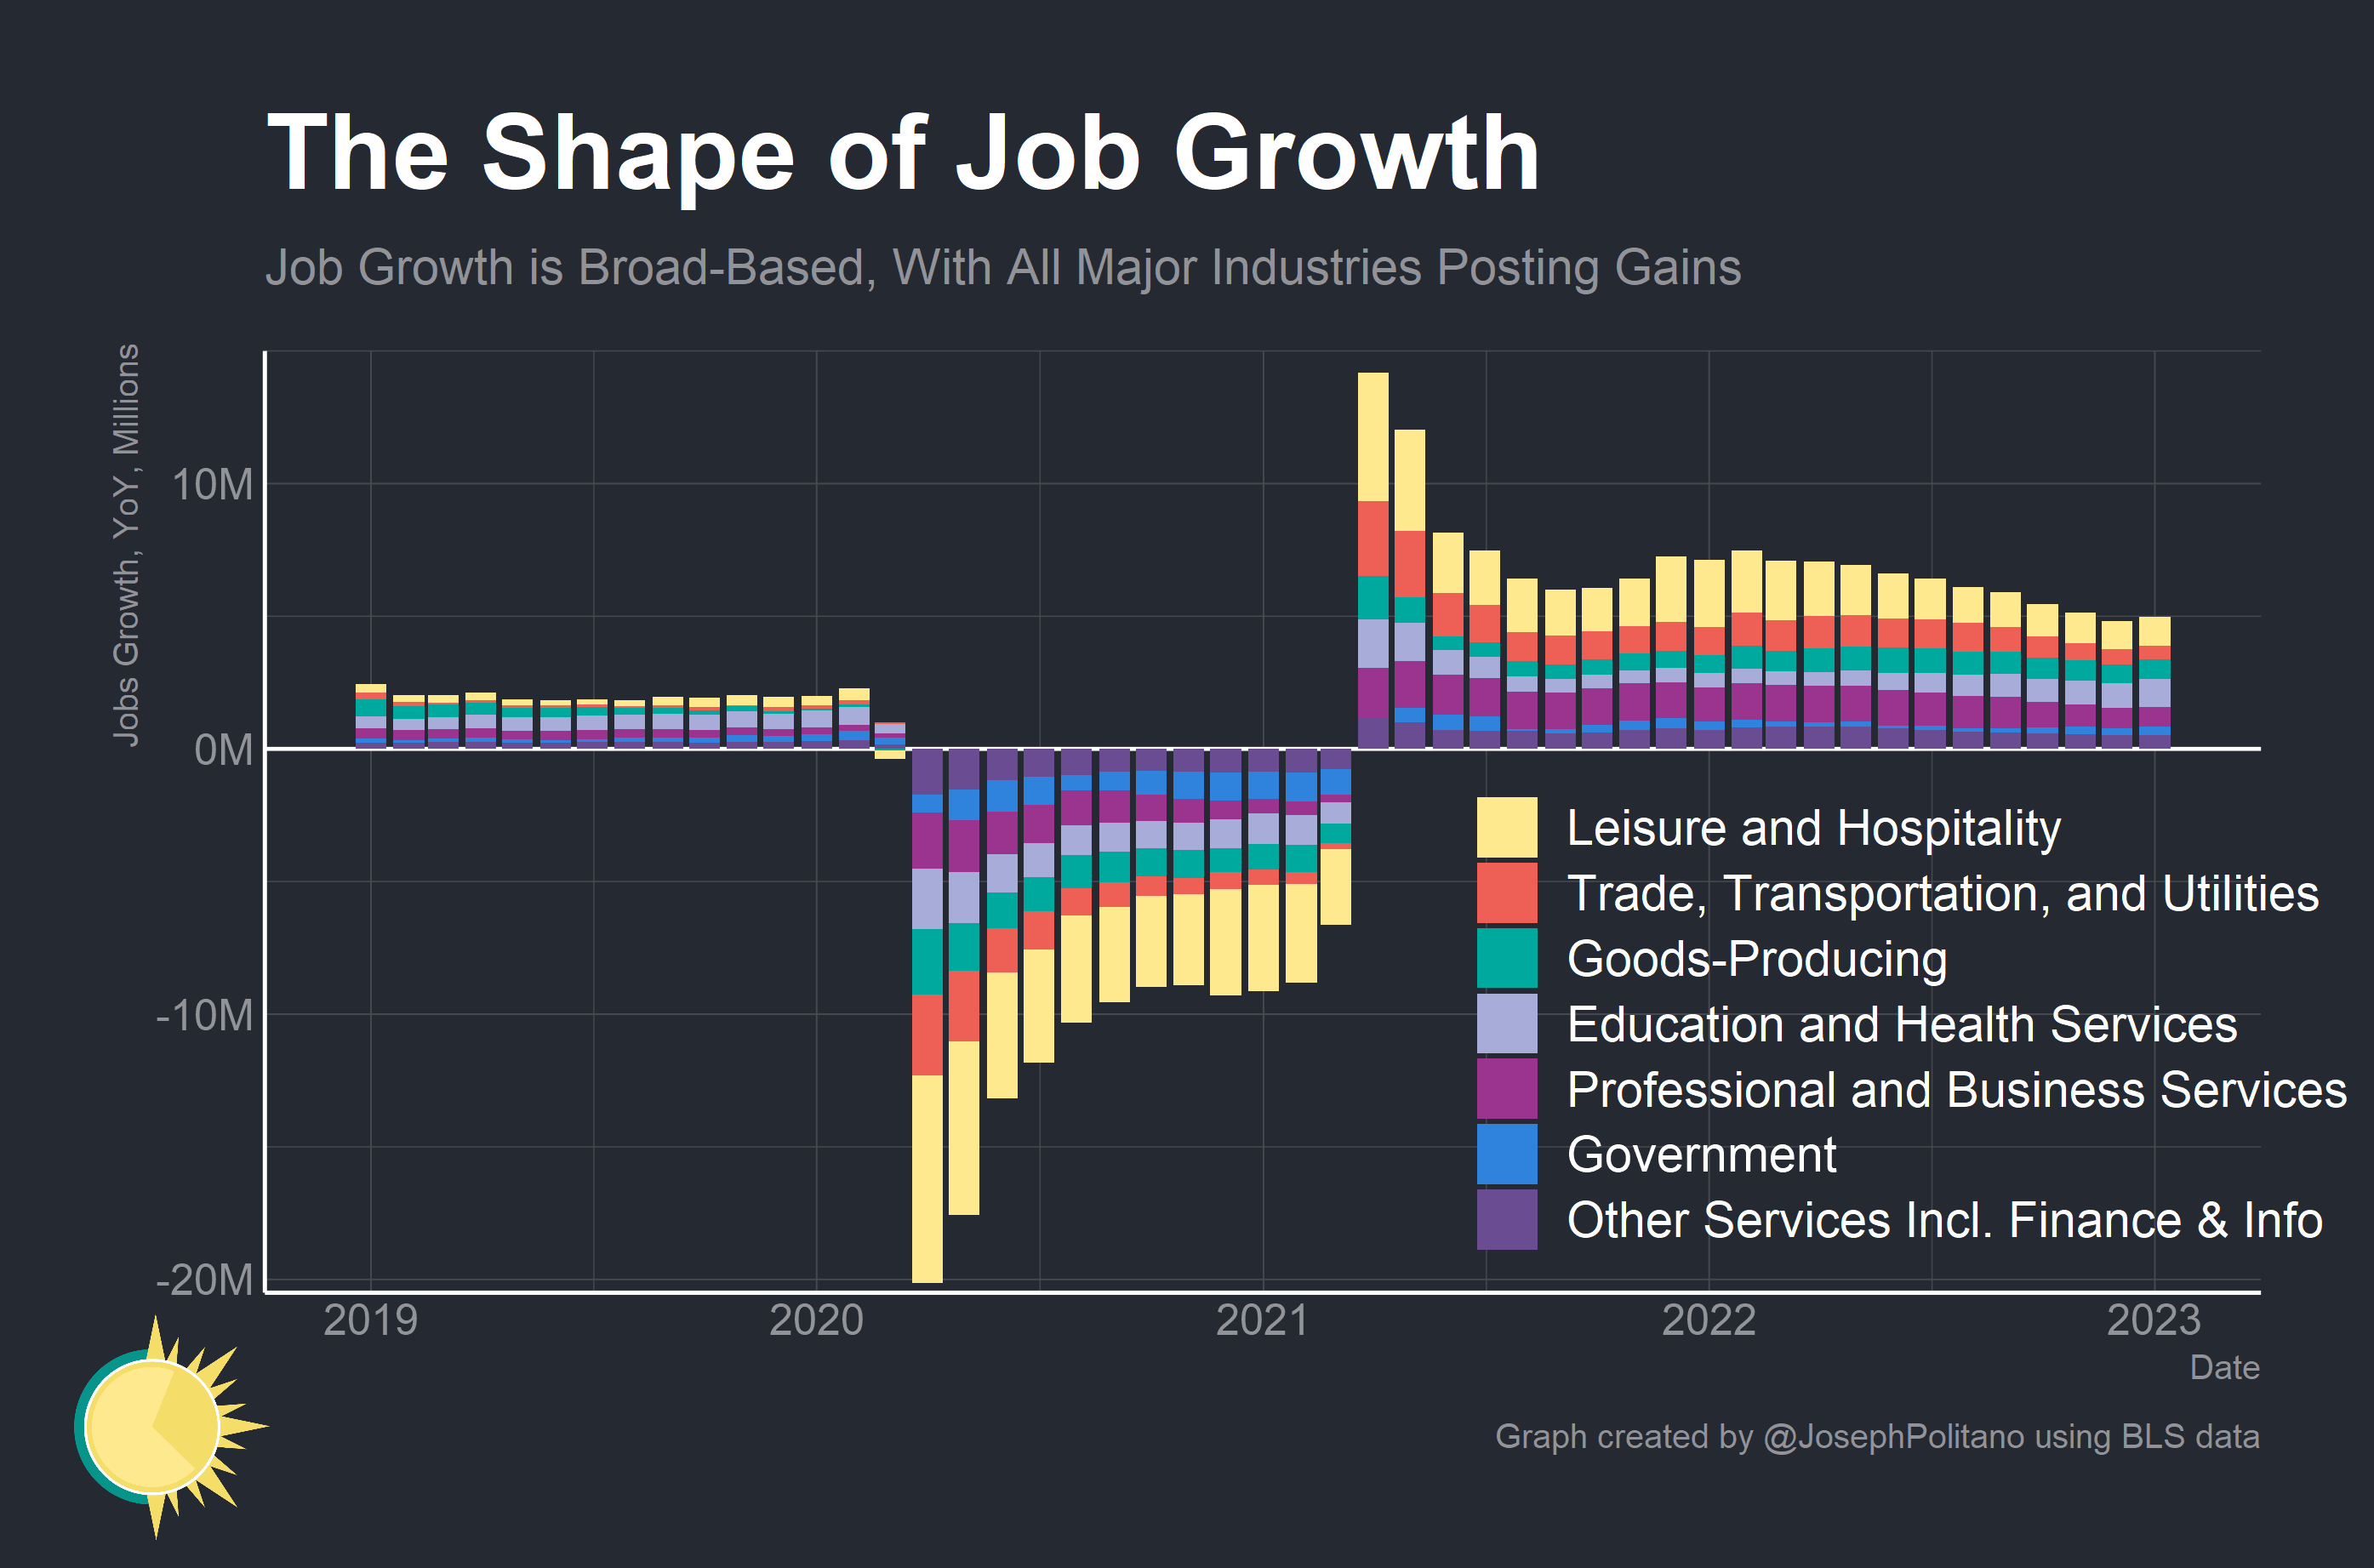 The Shape of Job Growth
Job Growth is Broad-Based, With All Major Industries Posting Gains
Jobs Growth, YoY, Millions
10M
0M
-10M
-20M
Leisure and Hospitality
Trade, Transportation, and Utilities
Goods-Producing
Education and Health Services
Professional and Business Services
Government
Other Services Incl. Finance & Info
2019 2020 2021 2022 2023
Date
Graph created by @JosephPolitano using BLS data